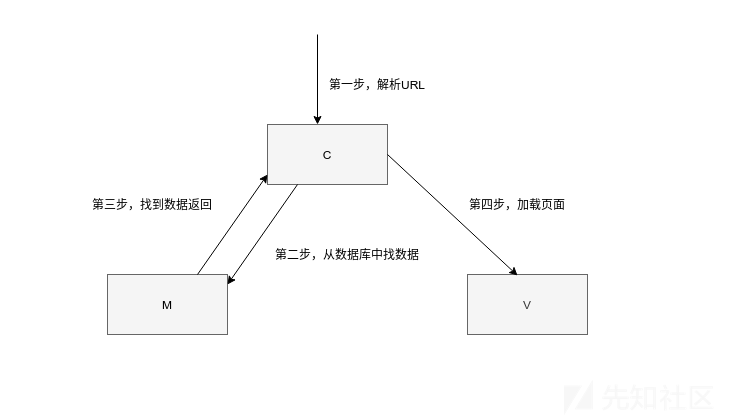 第一步，解析URL
C
第三步，找到数据返回
第四步，加载页面
第二步，从数据库中找数据
M
V
先知社区